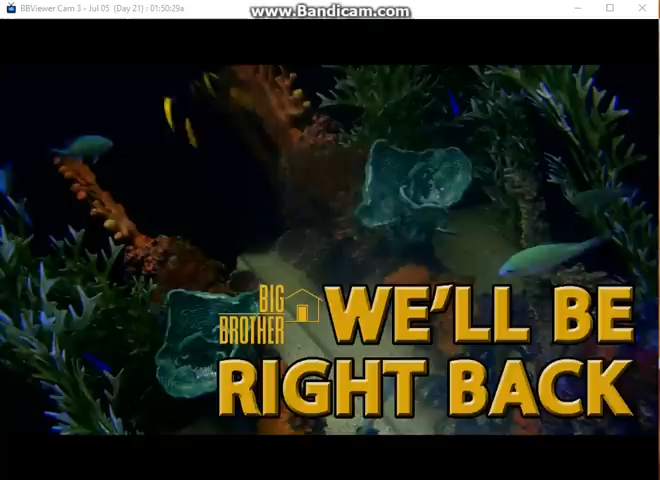 BBViewer Cam 3 - Jul 05 (Day 21) : 01:50:29a
www.Bandicam.com
BIG
BROTHER
WE'LL BE
RIGHT BACK